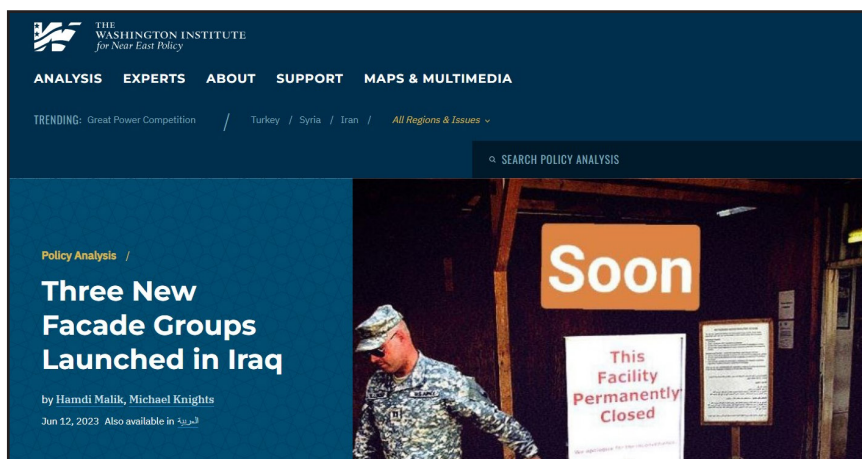 THE
WASHINGTON INSTITUTE
for Near East Policy
ANALYSIS EXPERTS ABOUT SUPPORT MAPS & MULTIMEDIA
TRENDING: Great Power Competition / Turkey / Syria / Iran / All Regions & Issues
SEARCH POLICY ANALYSIS
Policy Analysis /
Three New
Facade Groups
Launched in Iraq
by Hamdi Malik, Michael Knights
Jun 12, 2023 Also available in العربية
Soon
This
Facility
Permanently
Closed